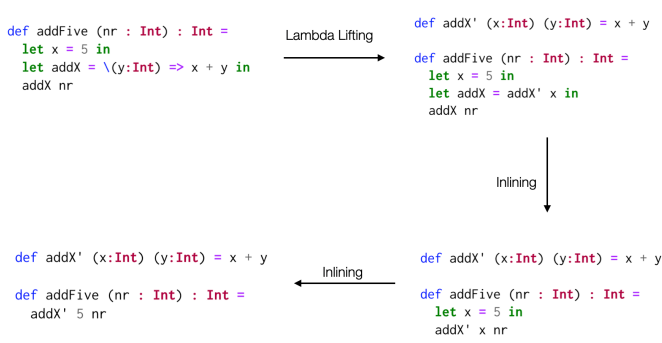 def addFive (nr : Int) : Int =
let x = 5 in
let addX = \(y:Int) => x + y in
addX nr
Lambda Lifting
def addX' (x:Int) (y:Int) = x + y
def addFive (nr : Int) : Int =
let x = 5 in
let addX = addX' x in
addX nr
Inlining
def addX' (x:Int) (y:Int) = x + y
def addFive (nr : Int) : Int =
let x = 5 in
addX' x nr
Inlining
def addX' (x:Int) (y:Int) = x + y
def addFive (nr : Int) : Int =
addX' 5 nr